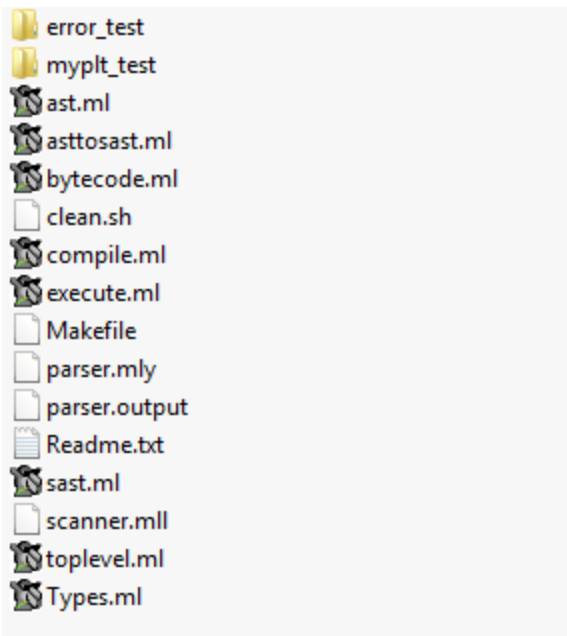 error_test
myplt_test
ast.ml
asttosast.ml
bytecode.ml
clean.sh
compile.ml
execute.ml
Makefile
parser.mly
parser.output
Readme.txt
sast.ml
scanner.mll
toplevel.ml
Types.ml